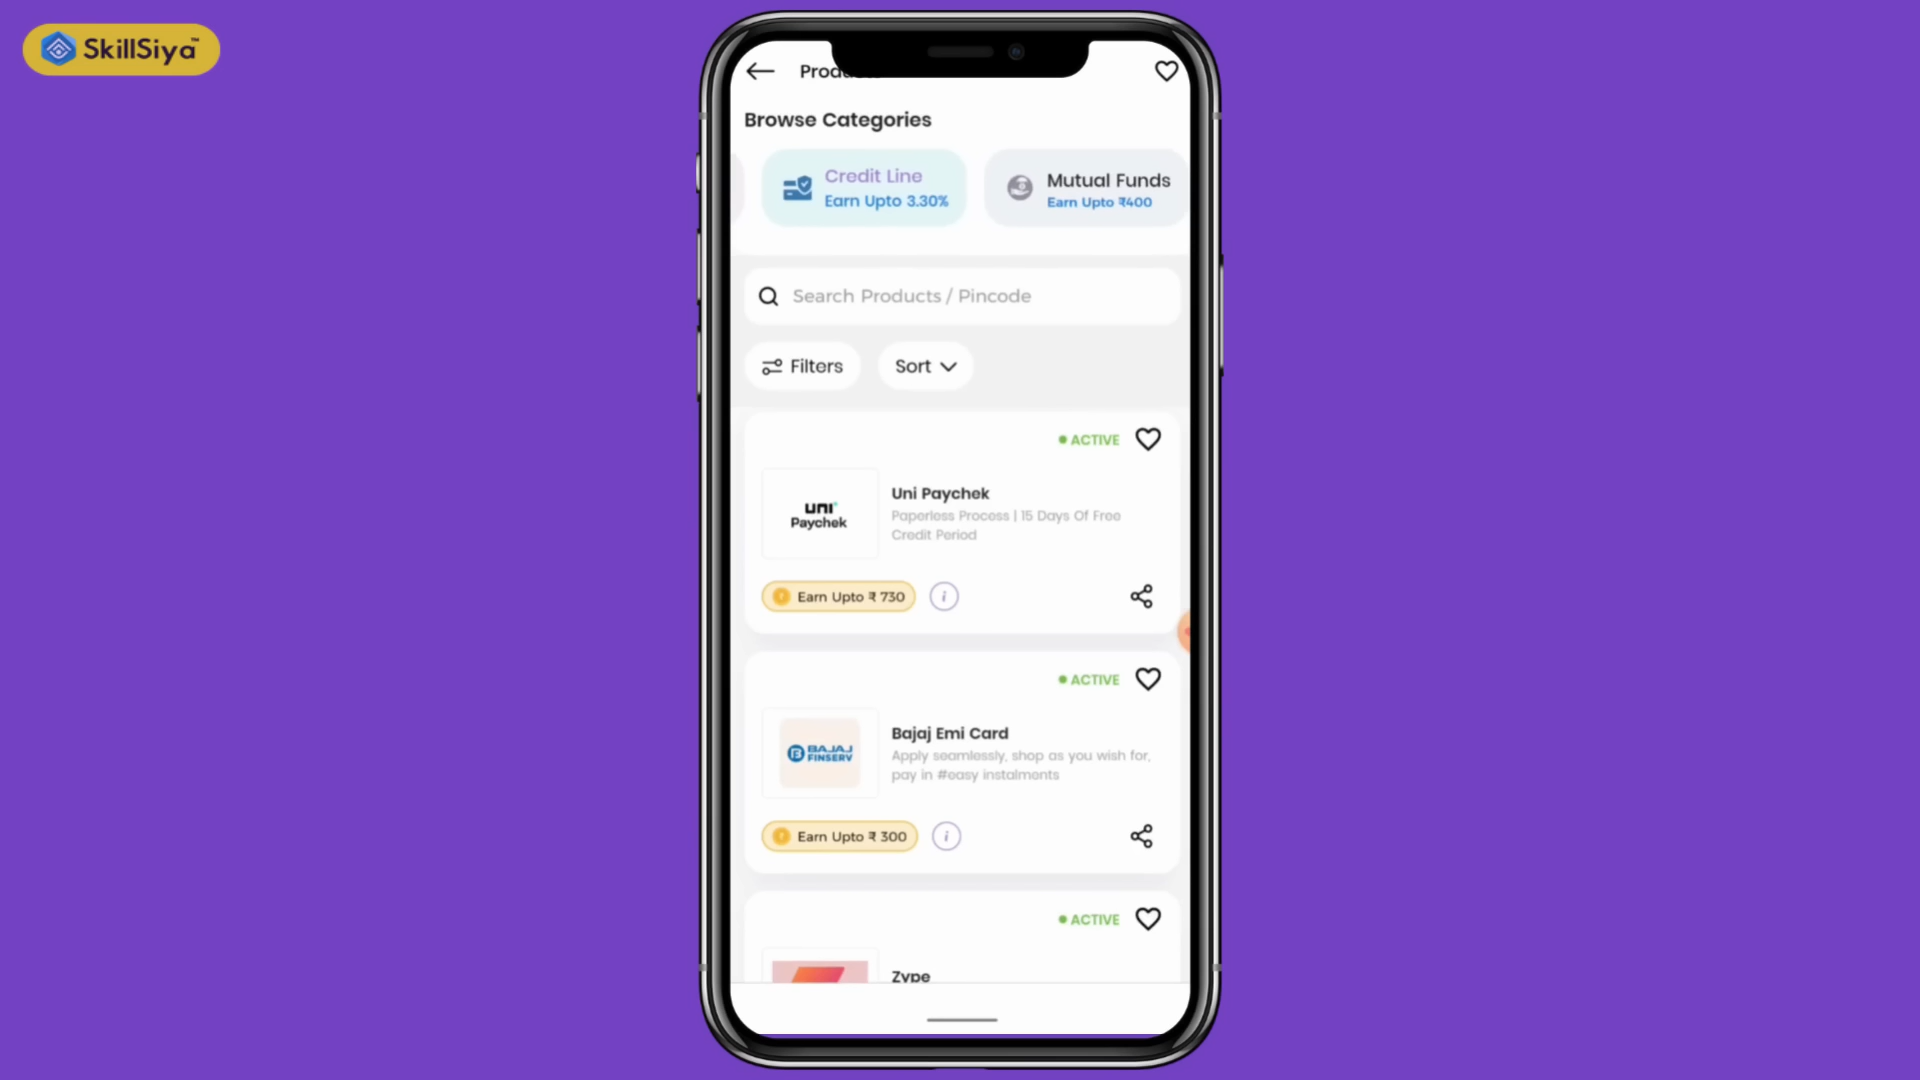 SkillSiya™
Browse Categories
Credit Line
Earn Upto 3.30%
Mutual Funds
Earn Upto ₹400
Search Products / Pincode
Filters
Sort
ACTIVE
uni
Paychek
Uni Paychek
Paperless Process | 15 Days Of Free
Credit Period
Earn Upto ₹ 730
ACTIVE
BAJAJ
FINSERV
Bajaj Emi Card
Apply seamlessly, shop as you wish for,
pay in #easy instalments
Earn Upto ₹ 300
ACTIVE
Zype